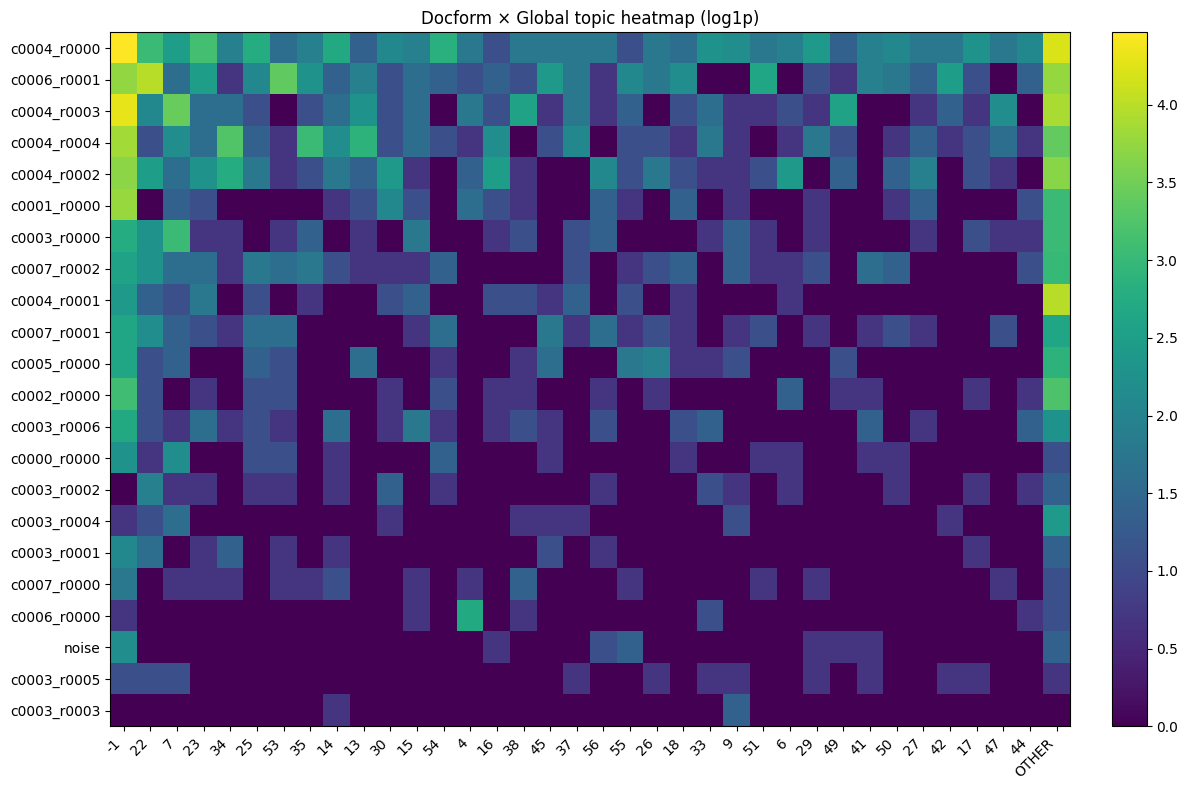 Docform × Global topic heatmap (log1p)
c0004_r0000
c0006_r0001
c0004_r0003
c0004_r0004
c0004_r0002
c0001_r0000
c0003_r0000
c0007_r0002
c0004_r0001
c0007_r0001
c0005_r0000
c0002_r0000
c0003_r0006
c0000_r0000
c0003_r0002
c0003_r0004
c0003_r0001
c0007_r0000
c0006_r0000
noise
c0003_r0005
c0003_r0003
-1 22 7 23 34 25 53 35 14 13 30 15 54 4 16 38 45 37 56 55 26 18 33 9 51 6 29 49 41 50 27 42 17 47 44 OTHER
4.0
3.5
3.0
2.5
2.0
1.5
1.0
0.5
0.0